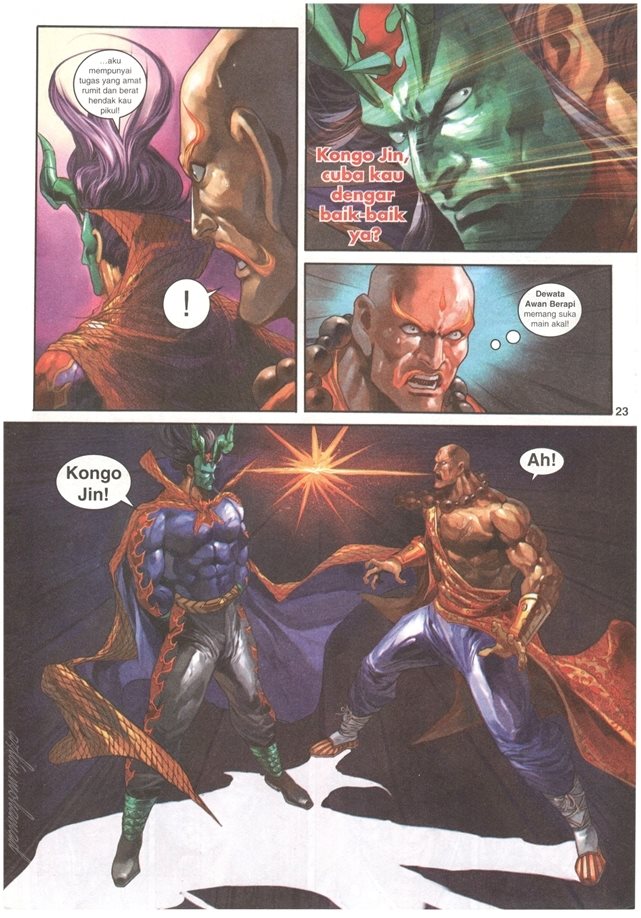 ...aku
mempunyai
tugas yang amat
rumit dan berat
hendak kau
pikul!
!
Kongo Jin,
cuba kau
dengar
baik-baik
ya?
Dewata
Awan Berapi
memang suka
main akal!
23
Kongo
Jin!
Ah!